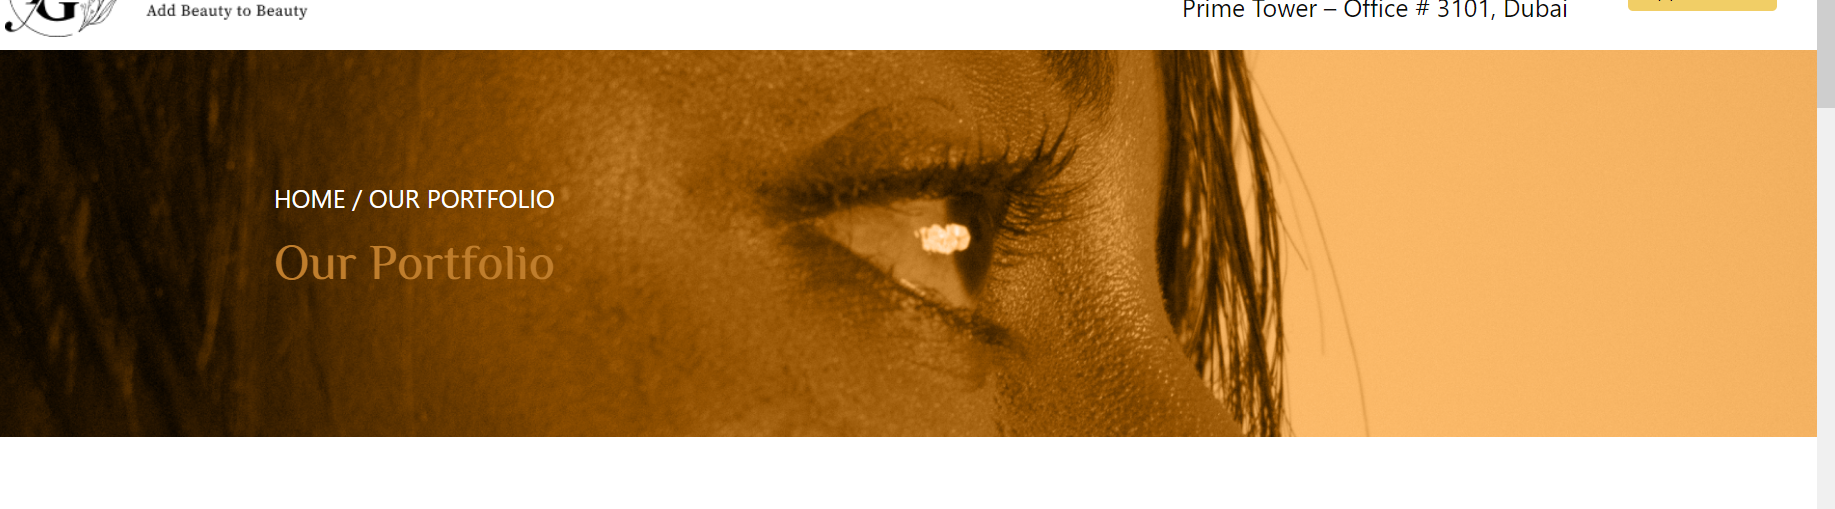 G
Add Beauty to Beauty
Prime Tower – Office # 3101, Dubai
HOME / OUR PORTFOLIO
Our Portfolio